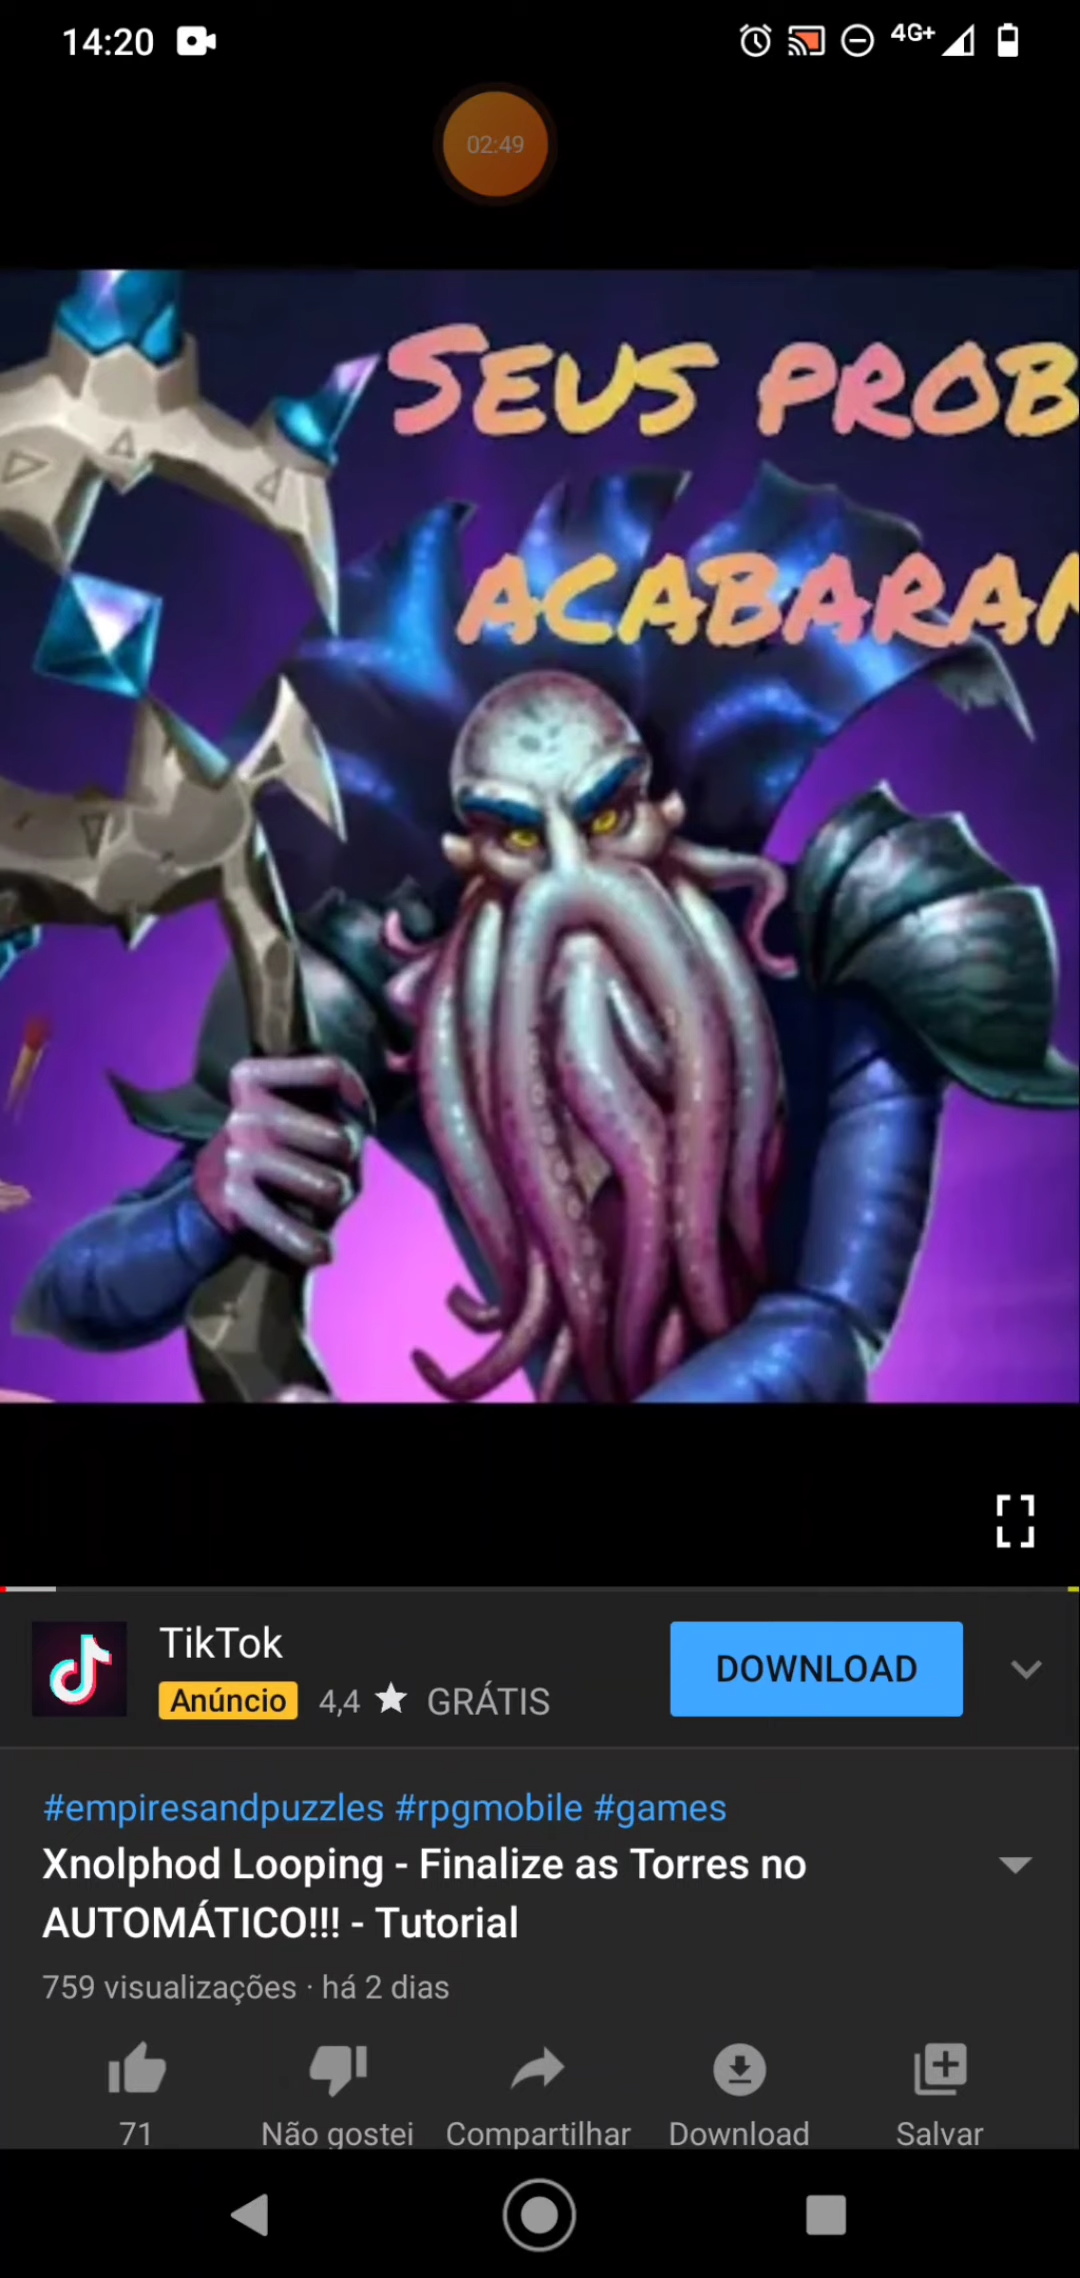 14:20
4G+
02:49
SEUS PROB
ACABARAM
TikTok
DOWNLOAD
Anúncio 4,4 ★ GRÁTIS
#empiresandpuzzles #rpgmobile #games
Xnolphod Looping - Finalize as Torres no
AUTOMÁTICO!!! - Tutorial
759 visualizações · há 2 dias
71 Não gostei Compartilhar Download Salvar